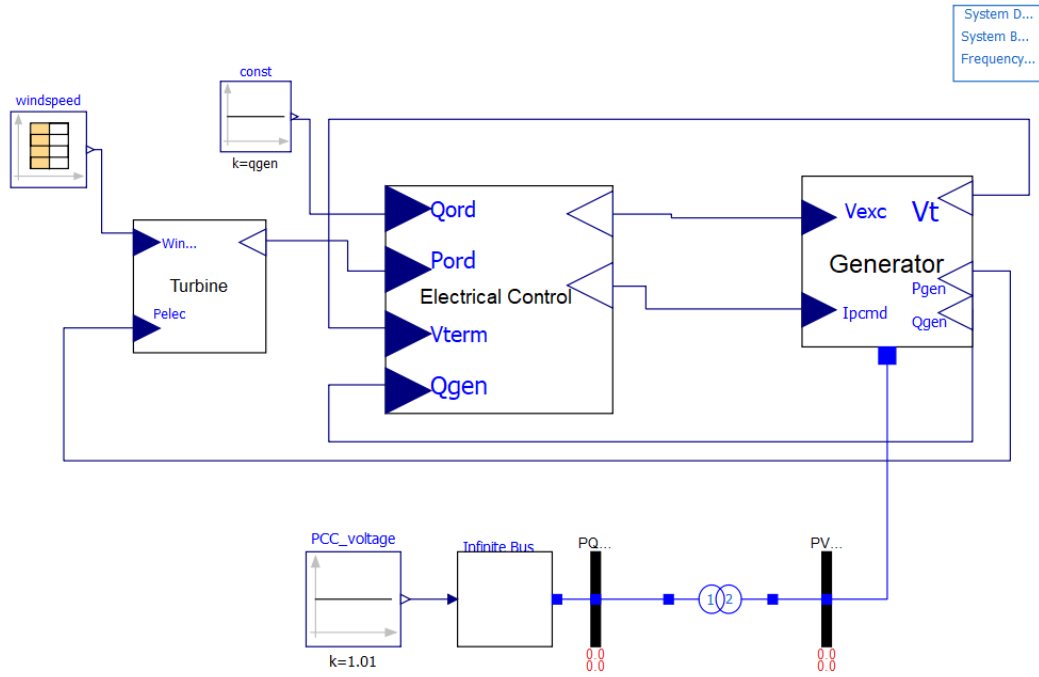 System D...
System B...
Frequency...
const
windspeed
k=qgen
Qord
Vexc
Vt
Win...
Pord
Generator
Turbine
Pgen
Electrical Control
Pelec
Vterm
Ipcmd
Qgen
Qgen
PCC_voltage
Infinite Bus
PQ...
PV...
1
2
k=1.01
0.0
0.0
0.0
0.0